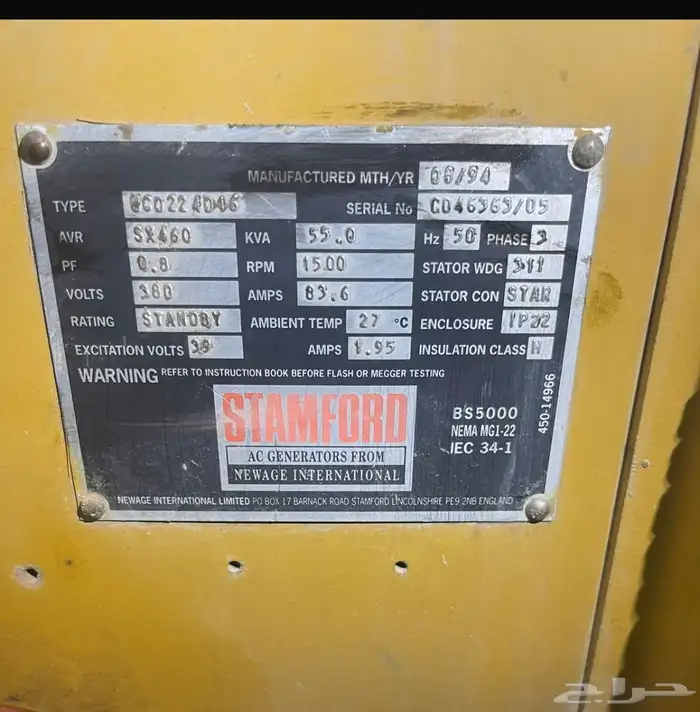 MANUFACTURED MTH/YR 08/94
TYPE SERIAL No C046363/05
AVR SX460 KVA 55.0 Hz 50 PHASE 3
PF 0.8 RPM 1500 STATOR WDG 311
VOLTS 380 AMPS 83.6 STATOR CON STAR
RATING STANDBY AMBIENT TEMP 27 °C ENCLOSURE IP22
EXCITATION VOLTS 39 AMPS 1.95 INSULATION CLASS H
WARNING REFER TO INSTRUCTION BOOK BEFORE FLASH OR MEGGER TESTING
STAMFORD
AC GENERATORS FROM
NEWAGE INTERNATIONAL
BS5000
NEMA MG1-22
IEC 34-1
450-14966
NEWAGE INTERNATIONAL LIMITED PO BOX 17 BARNACK ROAD STAMFORD LINCOLNSHIRE PE9 2NB ENGLAND
حراج